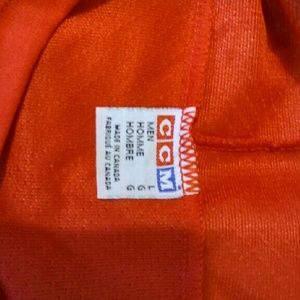 CCM
MEN L
HOMME G
HOMBRE G
MADE IN CANADA
FABRIQUÉ AU CANADA